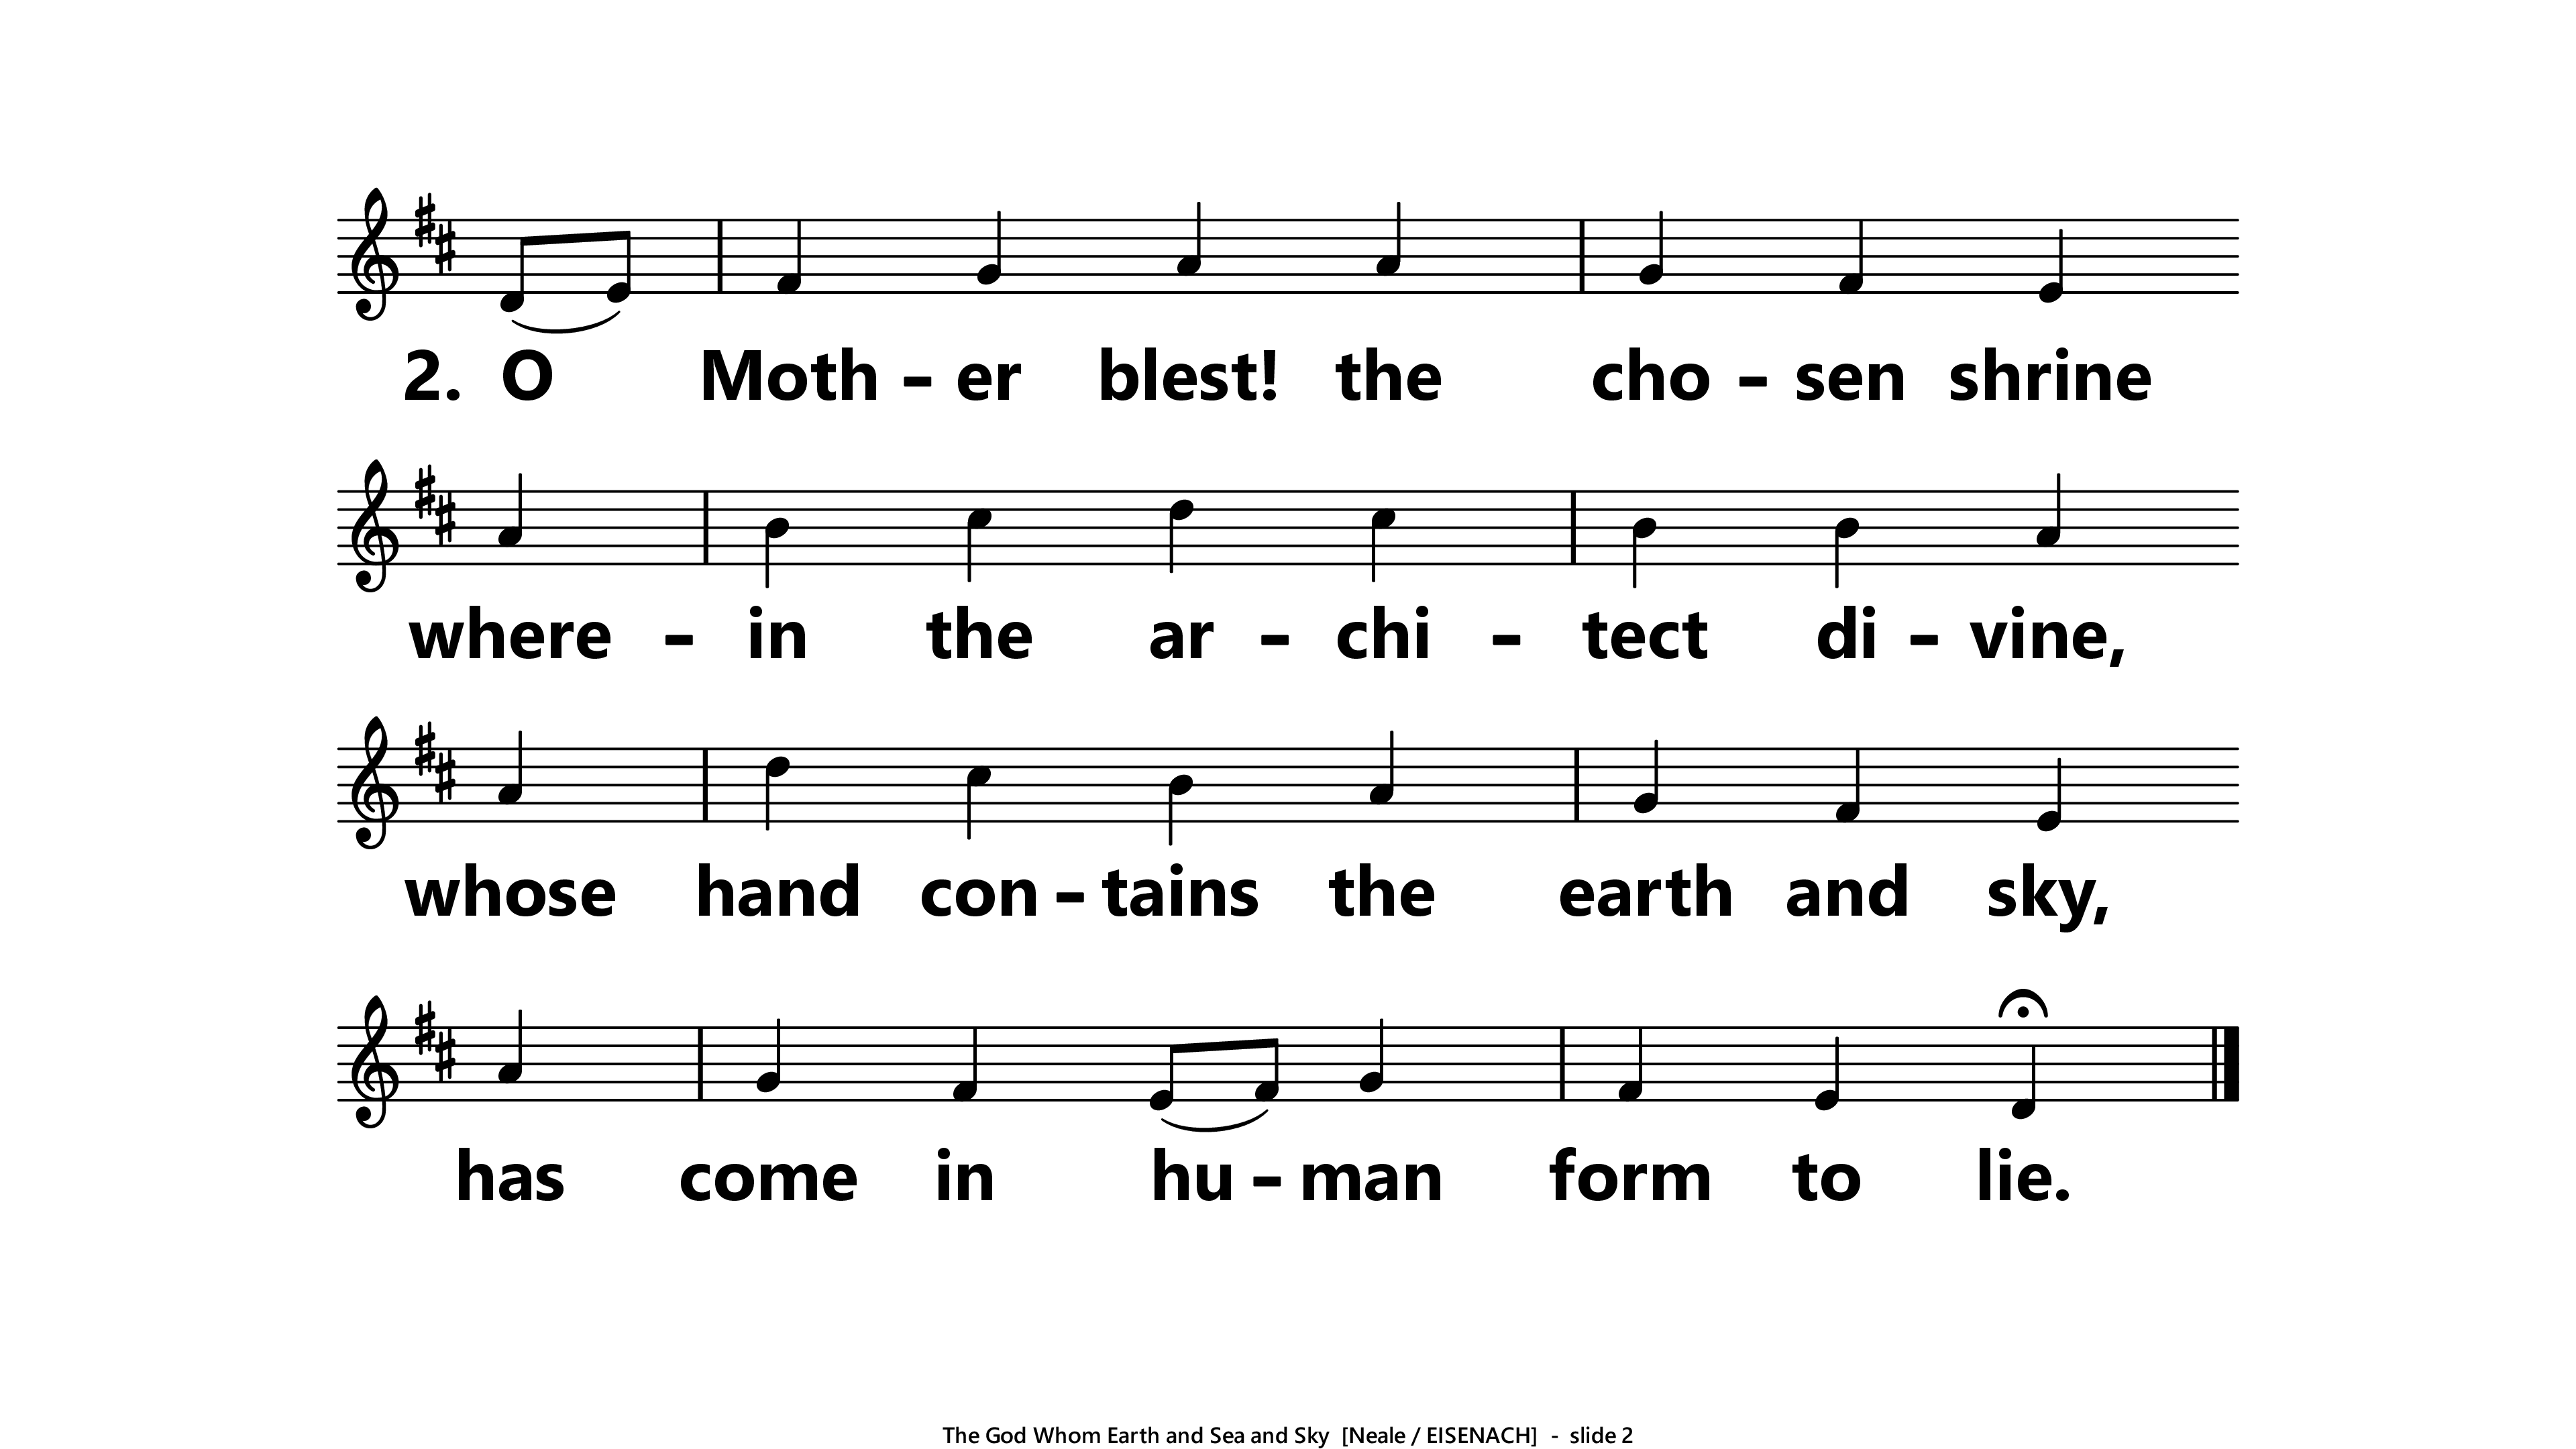 2. O Moth - er blest! the cho - sen shrine
where - in the ar - chi - tect di - vine,
whose hand con - tains the earth and sky,
has come in hu - man form to lie.
The God Whom Earth and Sea and Sky [Neale / EISENACH] - slide 2